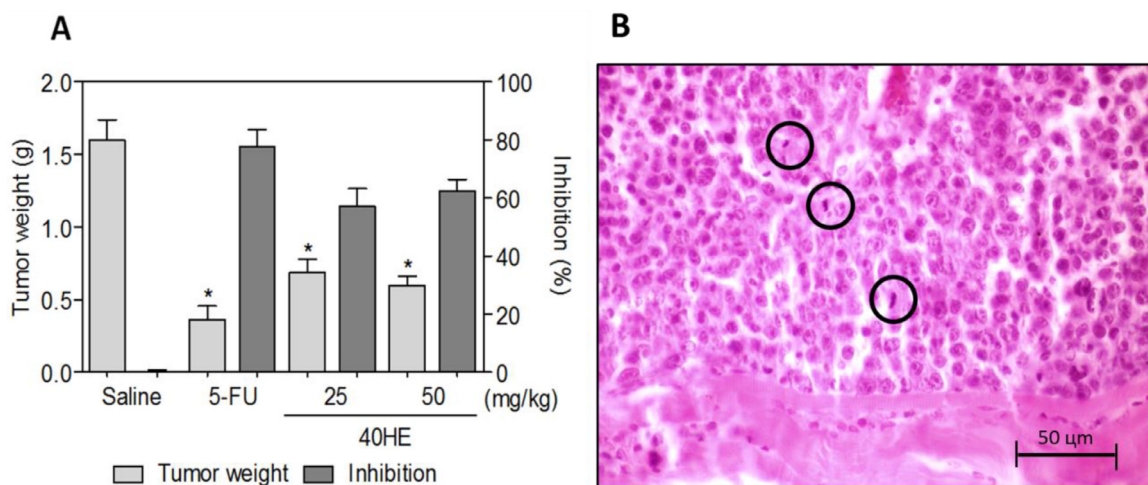 A
B
Tumor weight (g)
2.0
1.5
1.0
0.5
0.0
100
80
60
40
20
0
Inhibition (%)
*
*
*
Saline 5-FU 25 50 (mg/kg)
40HE
Tumor weight Inhibition
50 μm